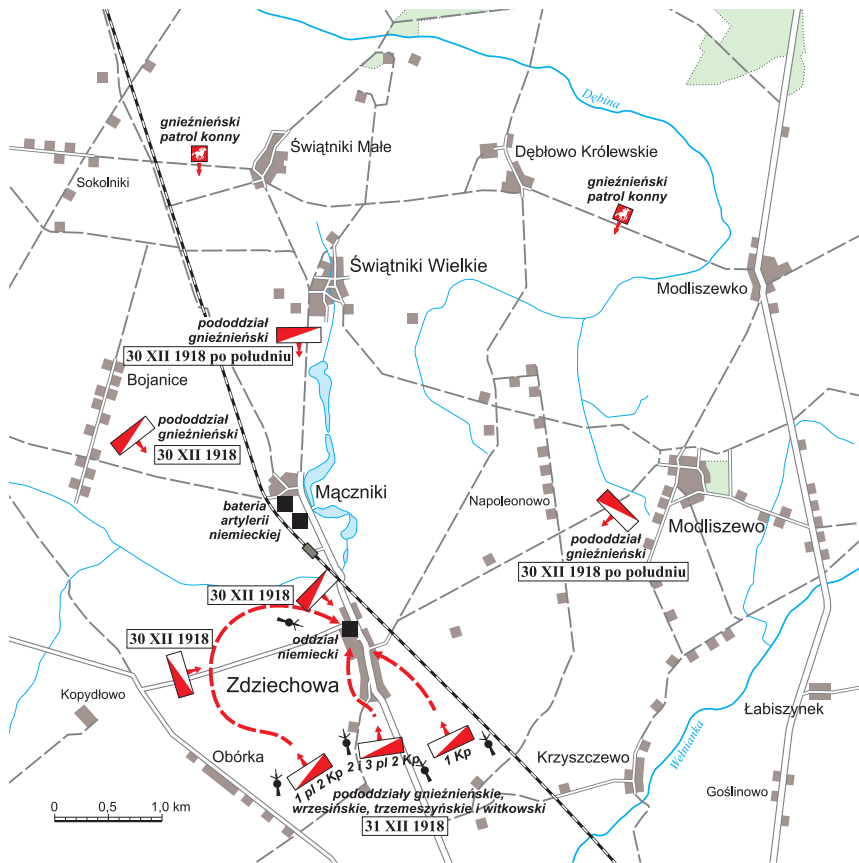 Dębina
gnieźnieński
patrol konny
Świątniki Małe
Dębłowo Królewskie
Sokolniki
gnieźnieński
patrol konny
Świątniki Wielkie
Modliszewko
pododdział
gnieźnieński
30 XII 1918 po południu
Bojanice
pododdział
gnieźnieński
30 XII 1918
Mączniki
bateria
artylerii
niemieckiej
Napoleonowo
Modliszewo
pododdział
gnieźnieński
30 XII 1918 po południu
30 XII 1918
30 XII 1918
oddział
niemiecki
Zdziechowa
Kopydłowo
Łabiszynek
Wełnianka
Obórka
1 pl 2 Kp
2 i 3 pl 2 Kp
1 Kp
Krzyszczewo
Goślinowo
pododdziały gnieźnieńskie,
wrzesińskie, trzemeszyńskie i witkowski
31 XII 1918
0 0,5 1,0 km